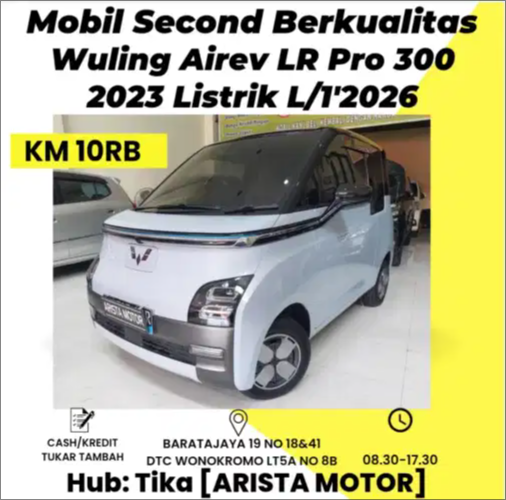 Mobil Second Berkualitas
Wuling Airev LR Pro 300
2023 Listrik L/1'2026
KM 10RB
ARISTA MOTOR
CASH/KREDIT
TUKAR TAMBAH
BARATAJAYA 19 NO 18&41
DTC WONOKROMO LT5A NO 8B
08.30-17.30
Hub: Tika [ARISTA MOTOR]